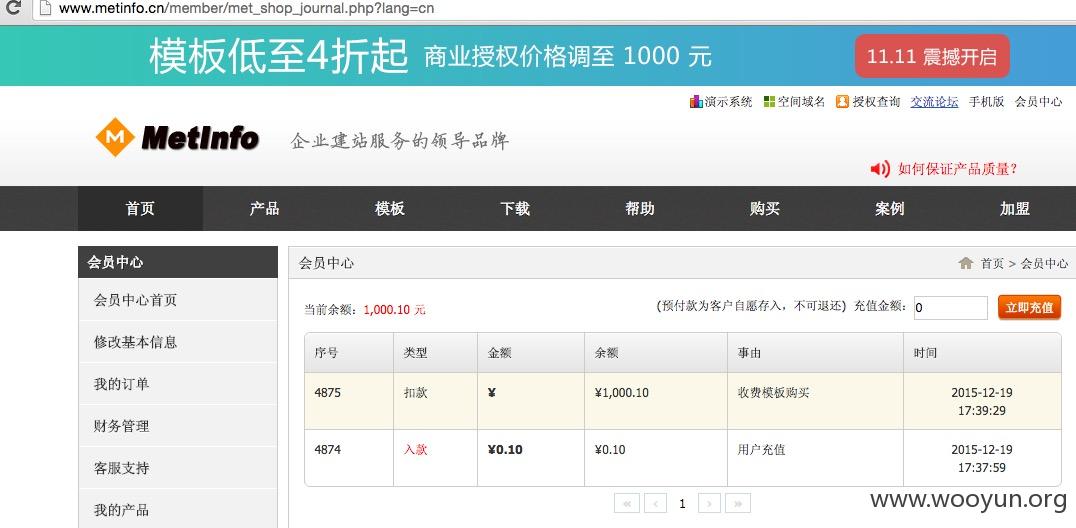 www.metinfo.cn/member/met_shop_journal.php?lang=cn
模板低至4折起 商业授权价格调至 1000 元 11.11 震撼开启
演示系统 空间域名 授权查询 交流论坛 手机版 会员中心
M MetInfo 企业建站服务的领导品牌
如何保证产品质量?
首页 产品 模板 下载 帮助 购买 案例 加盟
会员中心
会员中心首页
修改基本信息
我的订单
财务管理
客服支持
我的产品
会员中心 首页 > 会员中心
当前余额: 1,000.10 元 (预付款为客户自愿存入，不可退还) 充值金额: 0 立即充值
序号 类型 金额 余额 事由 时间
4875 扣款 ¥ ¥1,000.10 收费模板购买 2015-12-19
17:39:29
4874 入款 ¥0.10 ¥0.10 用户充值 2015-12-19
17:37:59
« ‹ 1 › »
www.wooyun.org